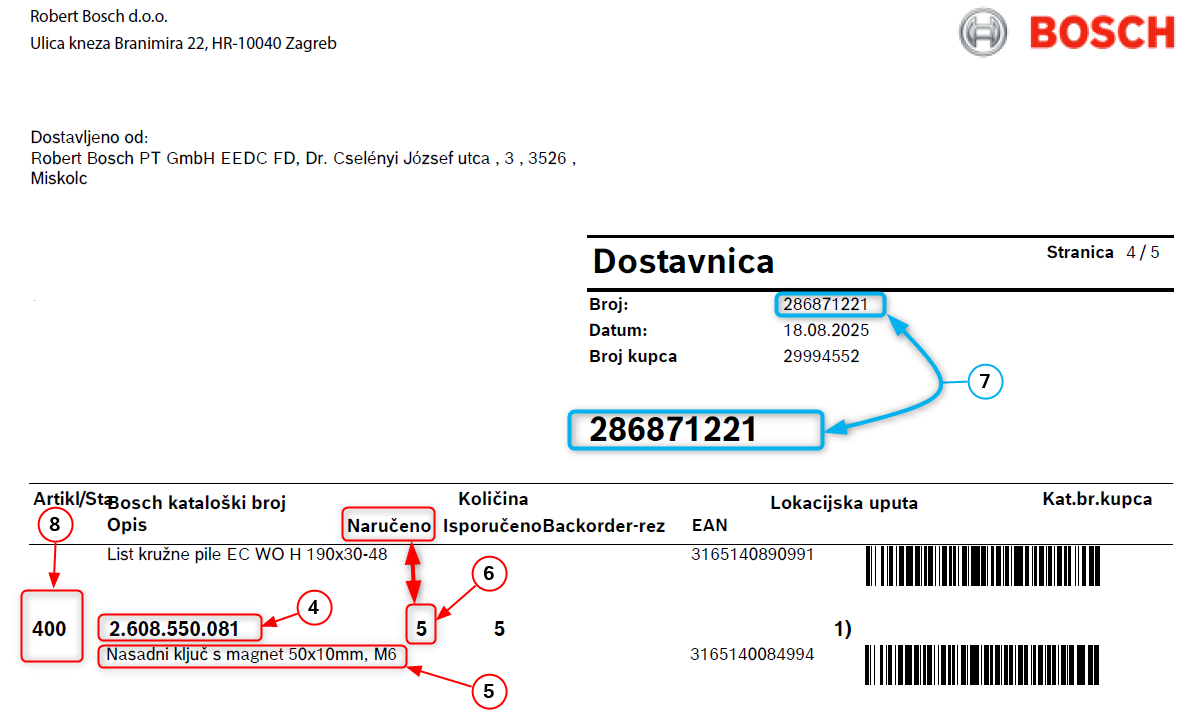 Robert Bosch d.o.o.
Ulica kneza Branimira 22, HR-10040 Zagreb
BOSCH
Dostavljeno od:
Robert Bosch PT GmbH EEDC FD, Dr. Cselényi József utca , 3 , 3526 ,
Miskolc
Dostavnica
Stranica 4 / 5
Broj: 286871221
Datum: 18.08.2025
Broj kupca 29994552
7
286871221
Artikl/Sta Bosch kataloški broj Količina Lokacijska uputa Kat.br.kupca
8 Opis Naručeno Isporučeno Backorder-rez EAN
List kružne pile EC WO H 190x30-48 3165140890991
6
4
400 2.608.550.081 5 5 1)
Nasadni ključ s magnet 50x10mm, M6 3165140084994
5